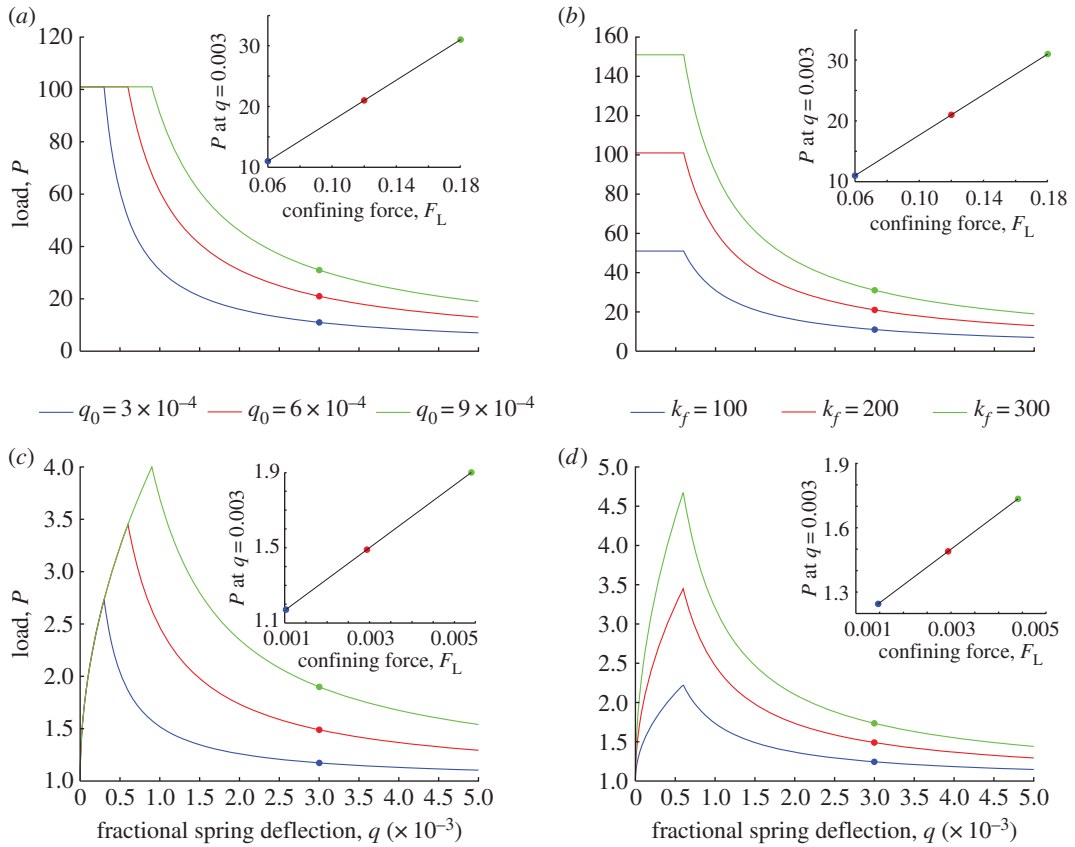 (a)
120
100
80
60
40
20
0
load, P
30
20
10
P at q = 0.003
0.06 0.10 0.14 0.18
confining force, F_L
(b)
160
140
120
100
80
60
40
20
0
30
20
10
P at q = 0.003
0.06 0.10 0.14 0.18
confining force, F_L
q_0 = 3 × 10^–4 q_0 = 6 × 10^–4 q_0 = 9 × 10^–4
k_f = 100 k_f = 200 k_f = 300
(c)
4.0
3.5
3.0
2.5
2.0
1.5
1.0
load, P
1.9
1.5
1.1
P at q = 0.003
0.001 0.003 0.005
confining force, F_L
0 0.5 1.0 1.5 2.0 2.5 3.0 3.5 4.0 4.5 5.0
fractional spring deflection, q (× 10^–3)
(d)
5.0
4.5
4.0
3.5
3.0
2.5
2.0
1.5
1.0
1.9
1.6
1.3
P at q = 0.003
0.001 0.003 0.005
confining force, F_L
0 0.5 1.0 1.5 2.0 2.5 3.0 3.5 4.0 4.5 5.0
fractional spring deflection, q (× 10^–3)